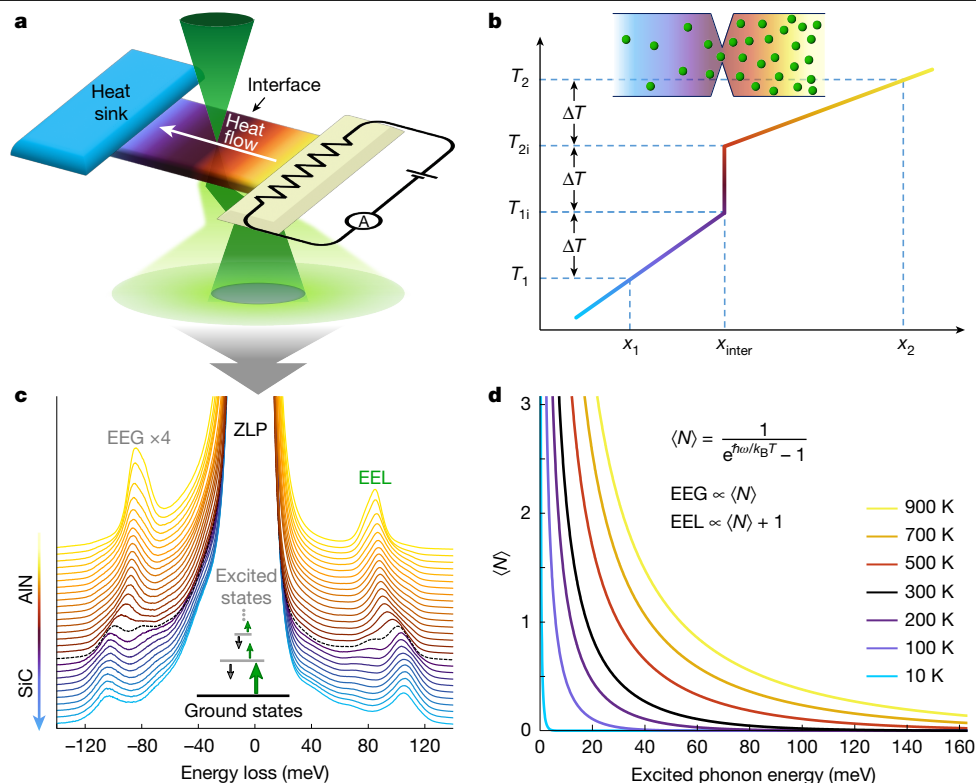 a
Heat
sink
Interface
Heat
flow
A
b
T2
T2i
T1i
T1
ΔT
ΔT
ΔT
x1
xinter
x2
c
EEG ×4
ZLP
EEL
AlN
SiC
Excited
states
Ground states
−120
−80
−40
0
40
80
120
Energy loss (meV)
d
⟨N⟩ = 1 / (e^ħω/kBT − 1)
EEG ∝ ⟨N⟩
EEL ∝ ⟨N⟩ + 1
900 K
700 K
500 K
300 K
200 K
100 K
10 K
⟨N⟩
3
2
1
0
0
20
40
60
80
100
120
140
160
Excited phonon energy (meV)